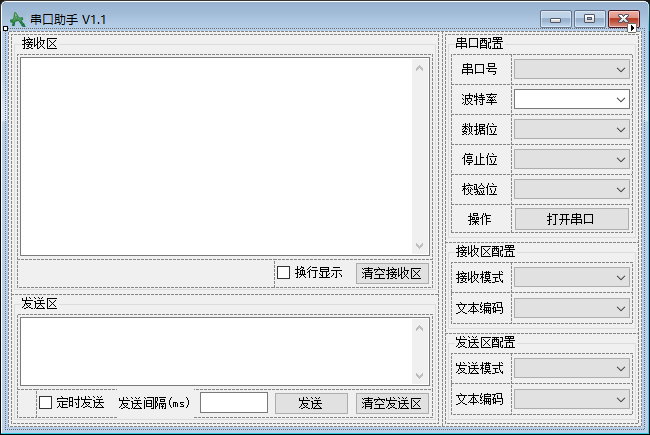 串口助手 V1.1
接收区
换行显示
清空接收区
发送区
定时发送
发送间隔(ms)
发送
清空发送区
串口配置
串口号
波特率
数据位
停止位
校验位
操作
打开串口
接收区配置
接收模式
文本编码
发送区配置
发送模式
文本编码